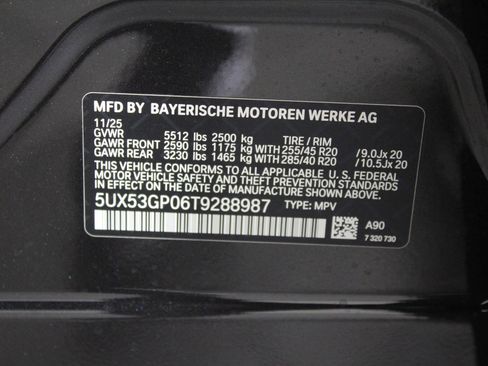 MFD BY BAYERISCHE MOTOREN WERKE AG
11/25
GVWR 5512 lbs 2500 kg TIRE / RIM
GAWR FRONT 2590 lbs 1175 kg WITH 255/45 R20 /9.0Jx 20
GAWR REAR 3230 lbs 1465 kg WITH 285/40 R20 /10.5Jx 20
THIS VEHICLE CONFORMS TO ALL APPLICABLE U. S. FEDERAL
MOTOR VEHICLE SAFETY, BUMPER, AND THEFT PREVENTION STANDARDS
IN EFFECT ON THE DATE OF MANUFACTURE SHOWN ABOVE.
5UX53GP06T9288987 TYPE: MPV
A90
7 320 730